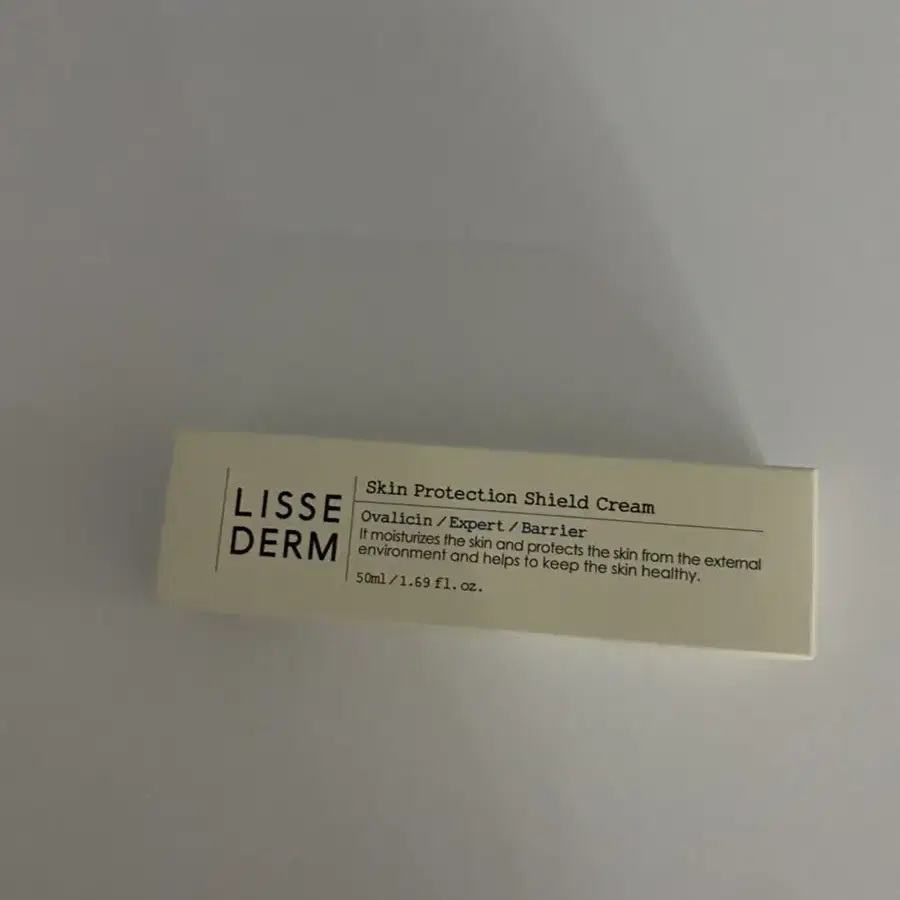 LISSE
DERM
Skin Protection Shield Cream
Ovalicin / Expert / Barrier
It moisturizes the skin and protects the skin from the external
environment and helps to keep the skin healthy.
50ml / 1.69 fl. oz.